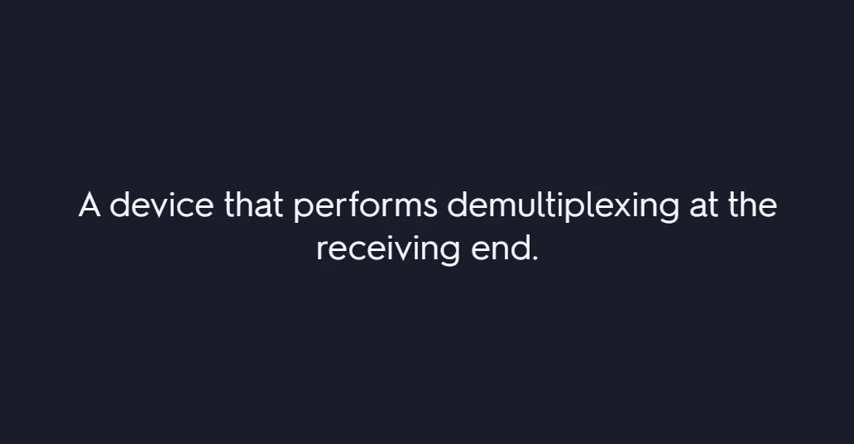 A device that performs demultiplexing at the
receiving end.